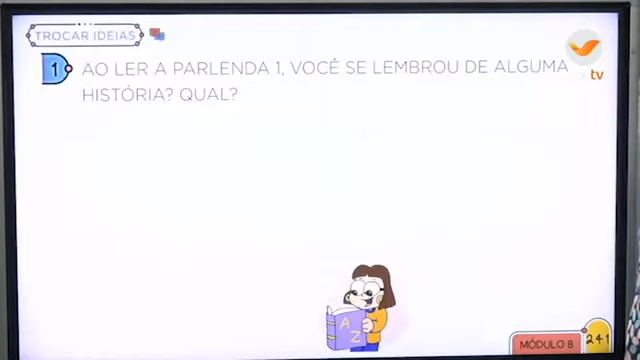 TROCAR IDEIAS
1
AO LER A PARLENDA 1, VOCÊ SE LEMBROU DE ALGUMA
HISTÓRIA? QUAL?
tv
A
Z
MÓDULO 8
241